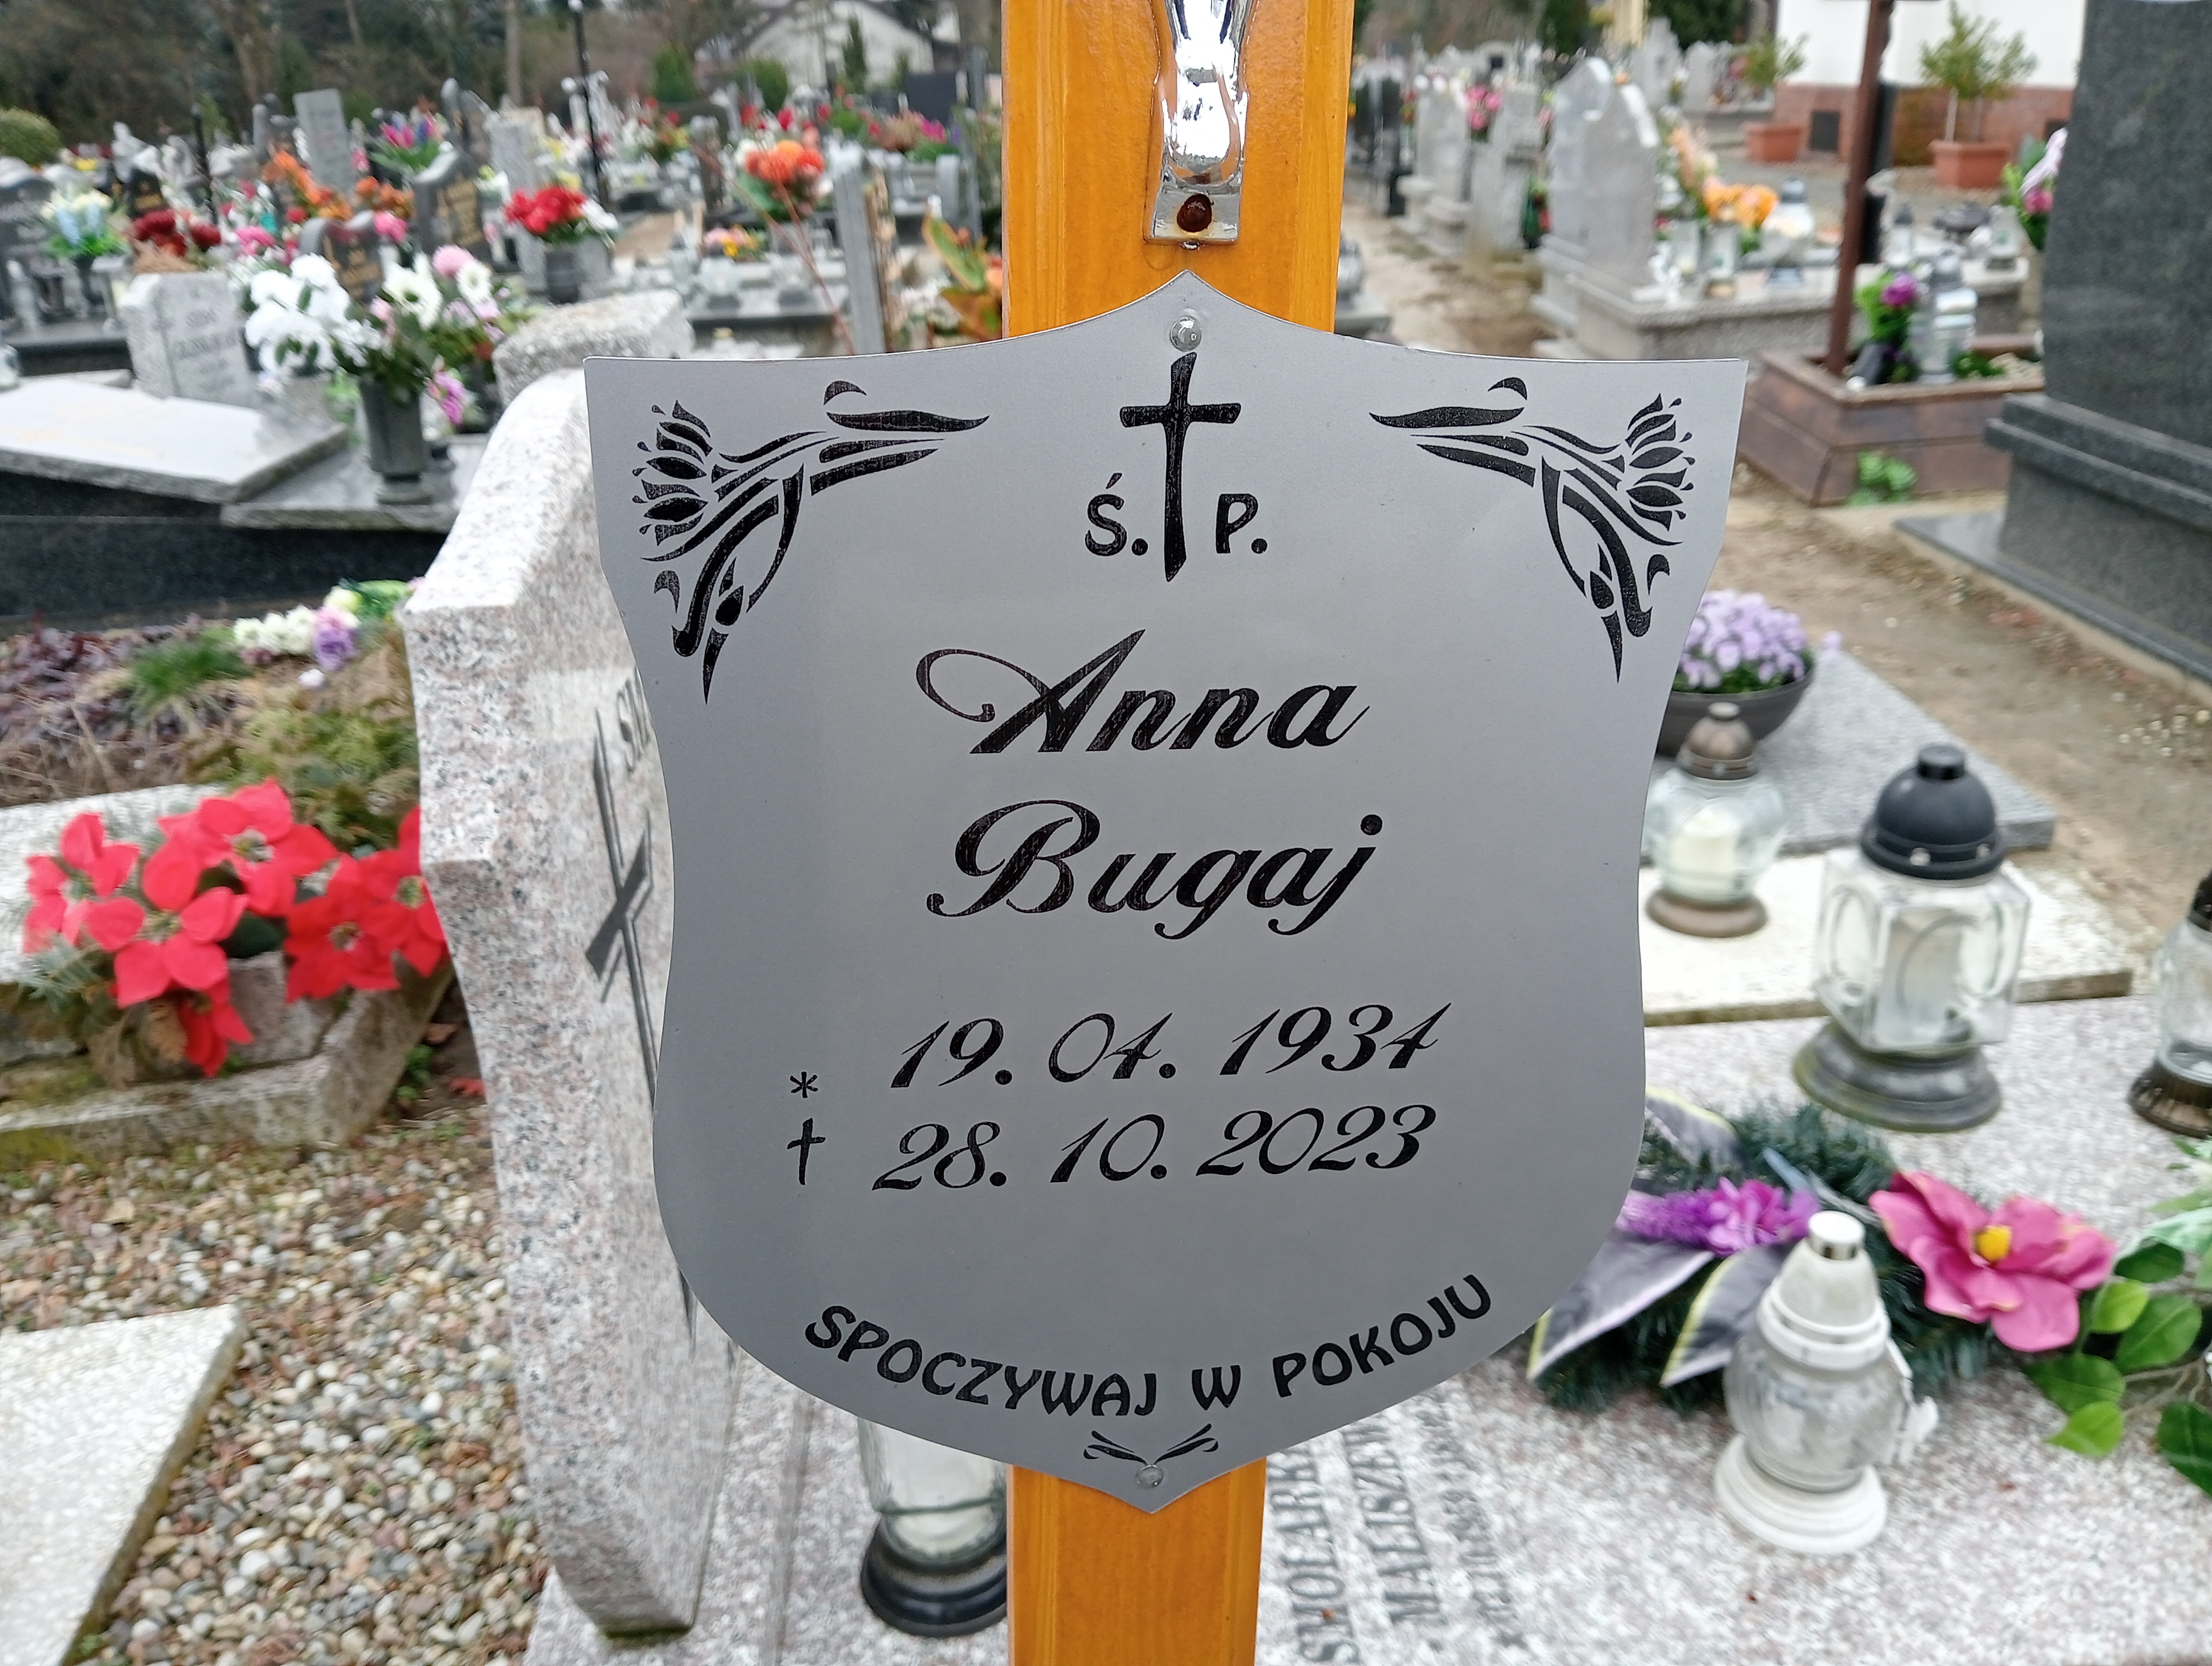 Ś. P.
Anna
Bugaj
* 19. 04. 1934
† 28. 10. 2023
SPOCZYWAJ W POKOJU